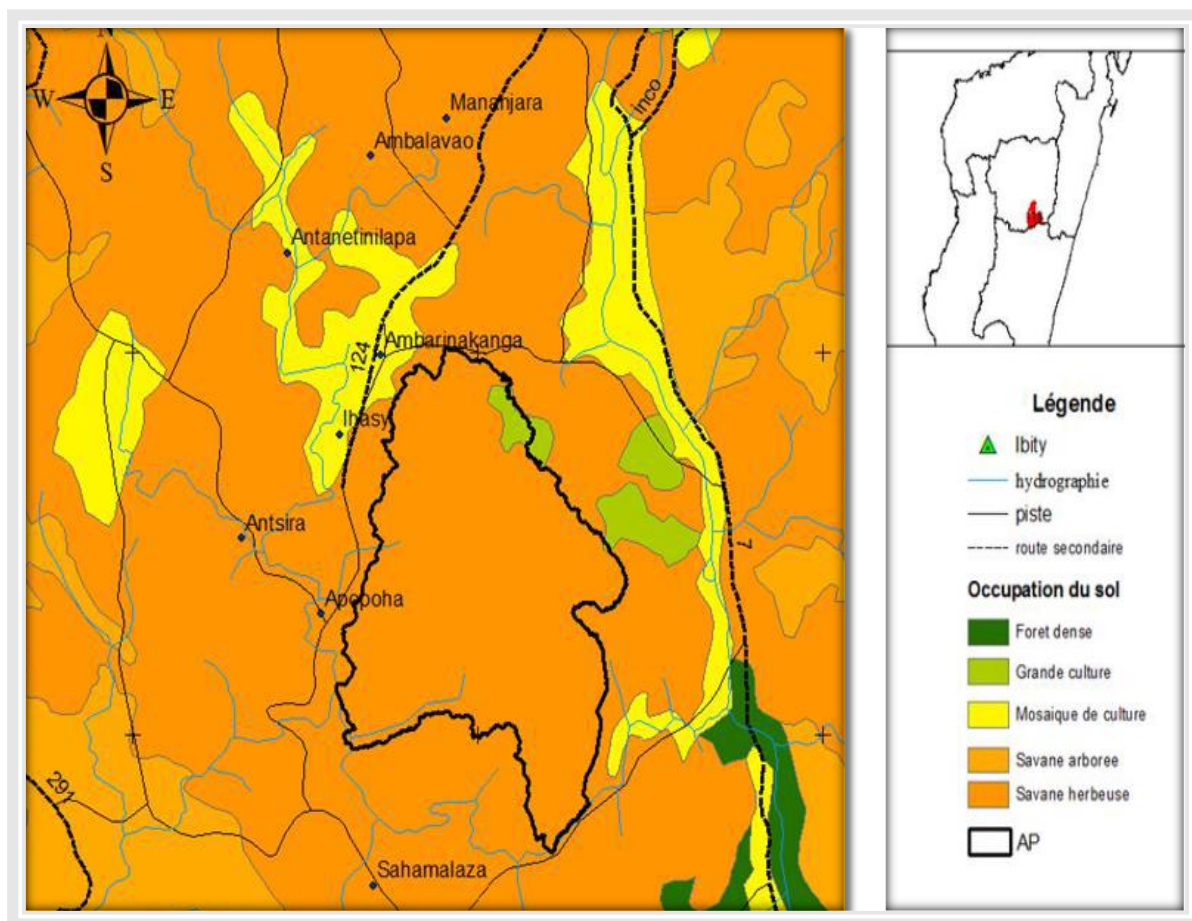 N
W
E
S
Mananjara
Ambalavao
Inco
Antanetinilapa
124
Ambarinakanga
Ihasy
Antsira
7
Apopoha
291
Sahamalaza
Légende
Ibity
hydrographie
piste
route secondaire
Occupation du sol
Foret dense
Grande culture
Mosaique de culture
Savane arboree
Savane herbeuse
AP